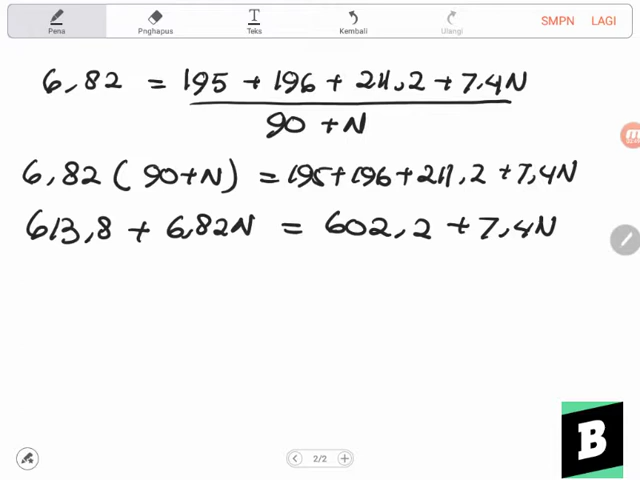 Pena Pnghapus Teks Kembali Ulangi SMPN LAGI
6,82 = 195 + 196 + 211,2 + 7,4N
90 + N
6,82 ( 90+N ) = 195+196+211,2 +7,4N
613,8 + 6,82N = 602,2 + 7,4N
B
2/2